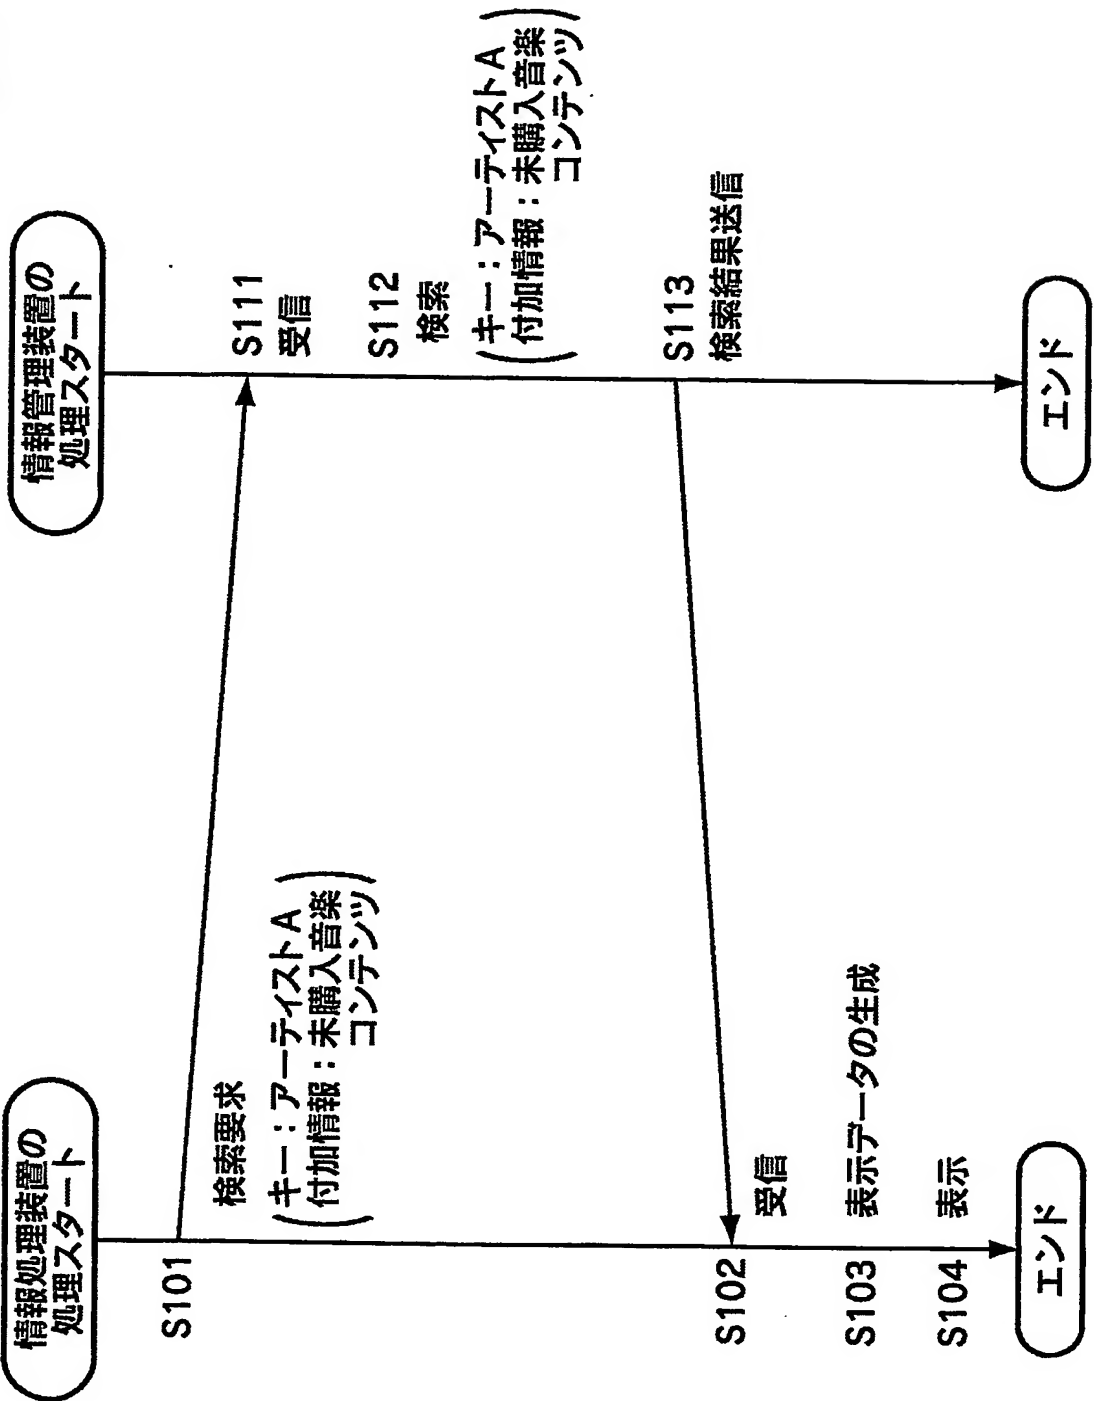 情報処理装置の
処理スタート
S101
検索要求
(キー：アーティストA
付加情報：未購入音楽
コンテンツ)
S102
受信
S103
表示データの生成
S104
表示
エンド
情報管理装置の
処理スタート
S111
受信
S112
検索
(キー：アーティストA
付加情報：未購入音楽
コンテンツ)
S113
検索結果送信
エンド